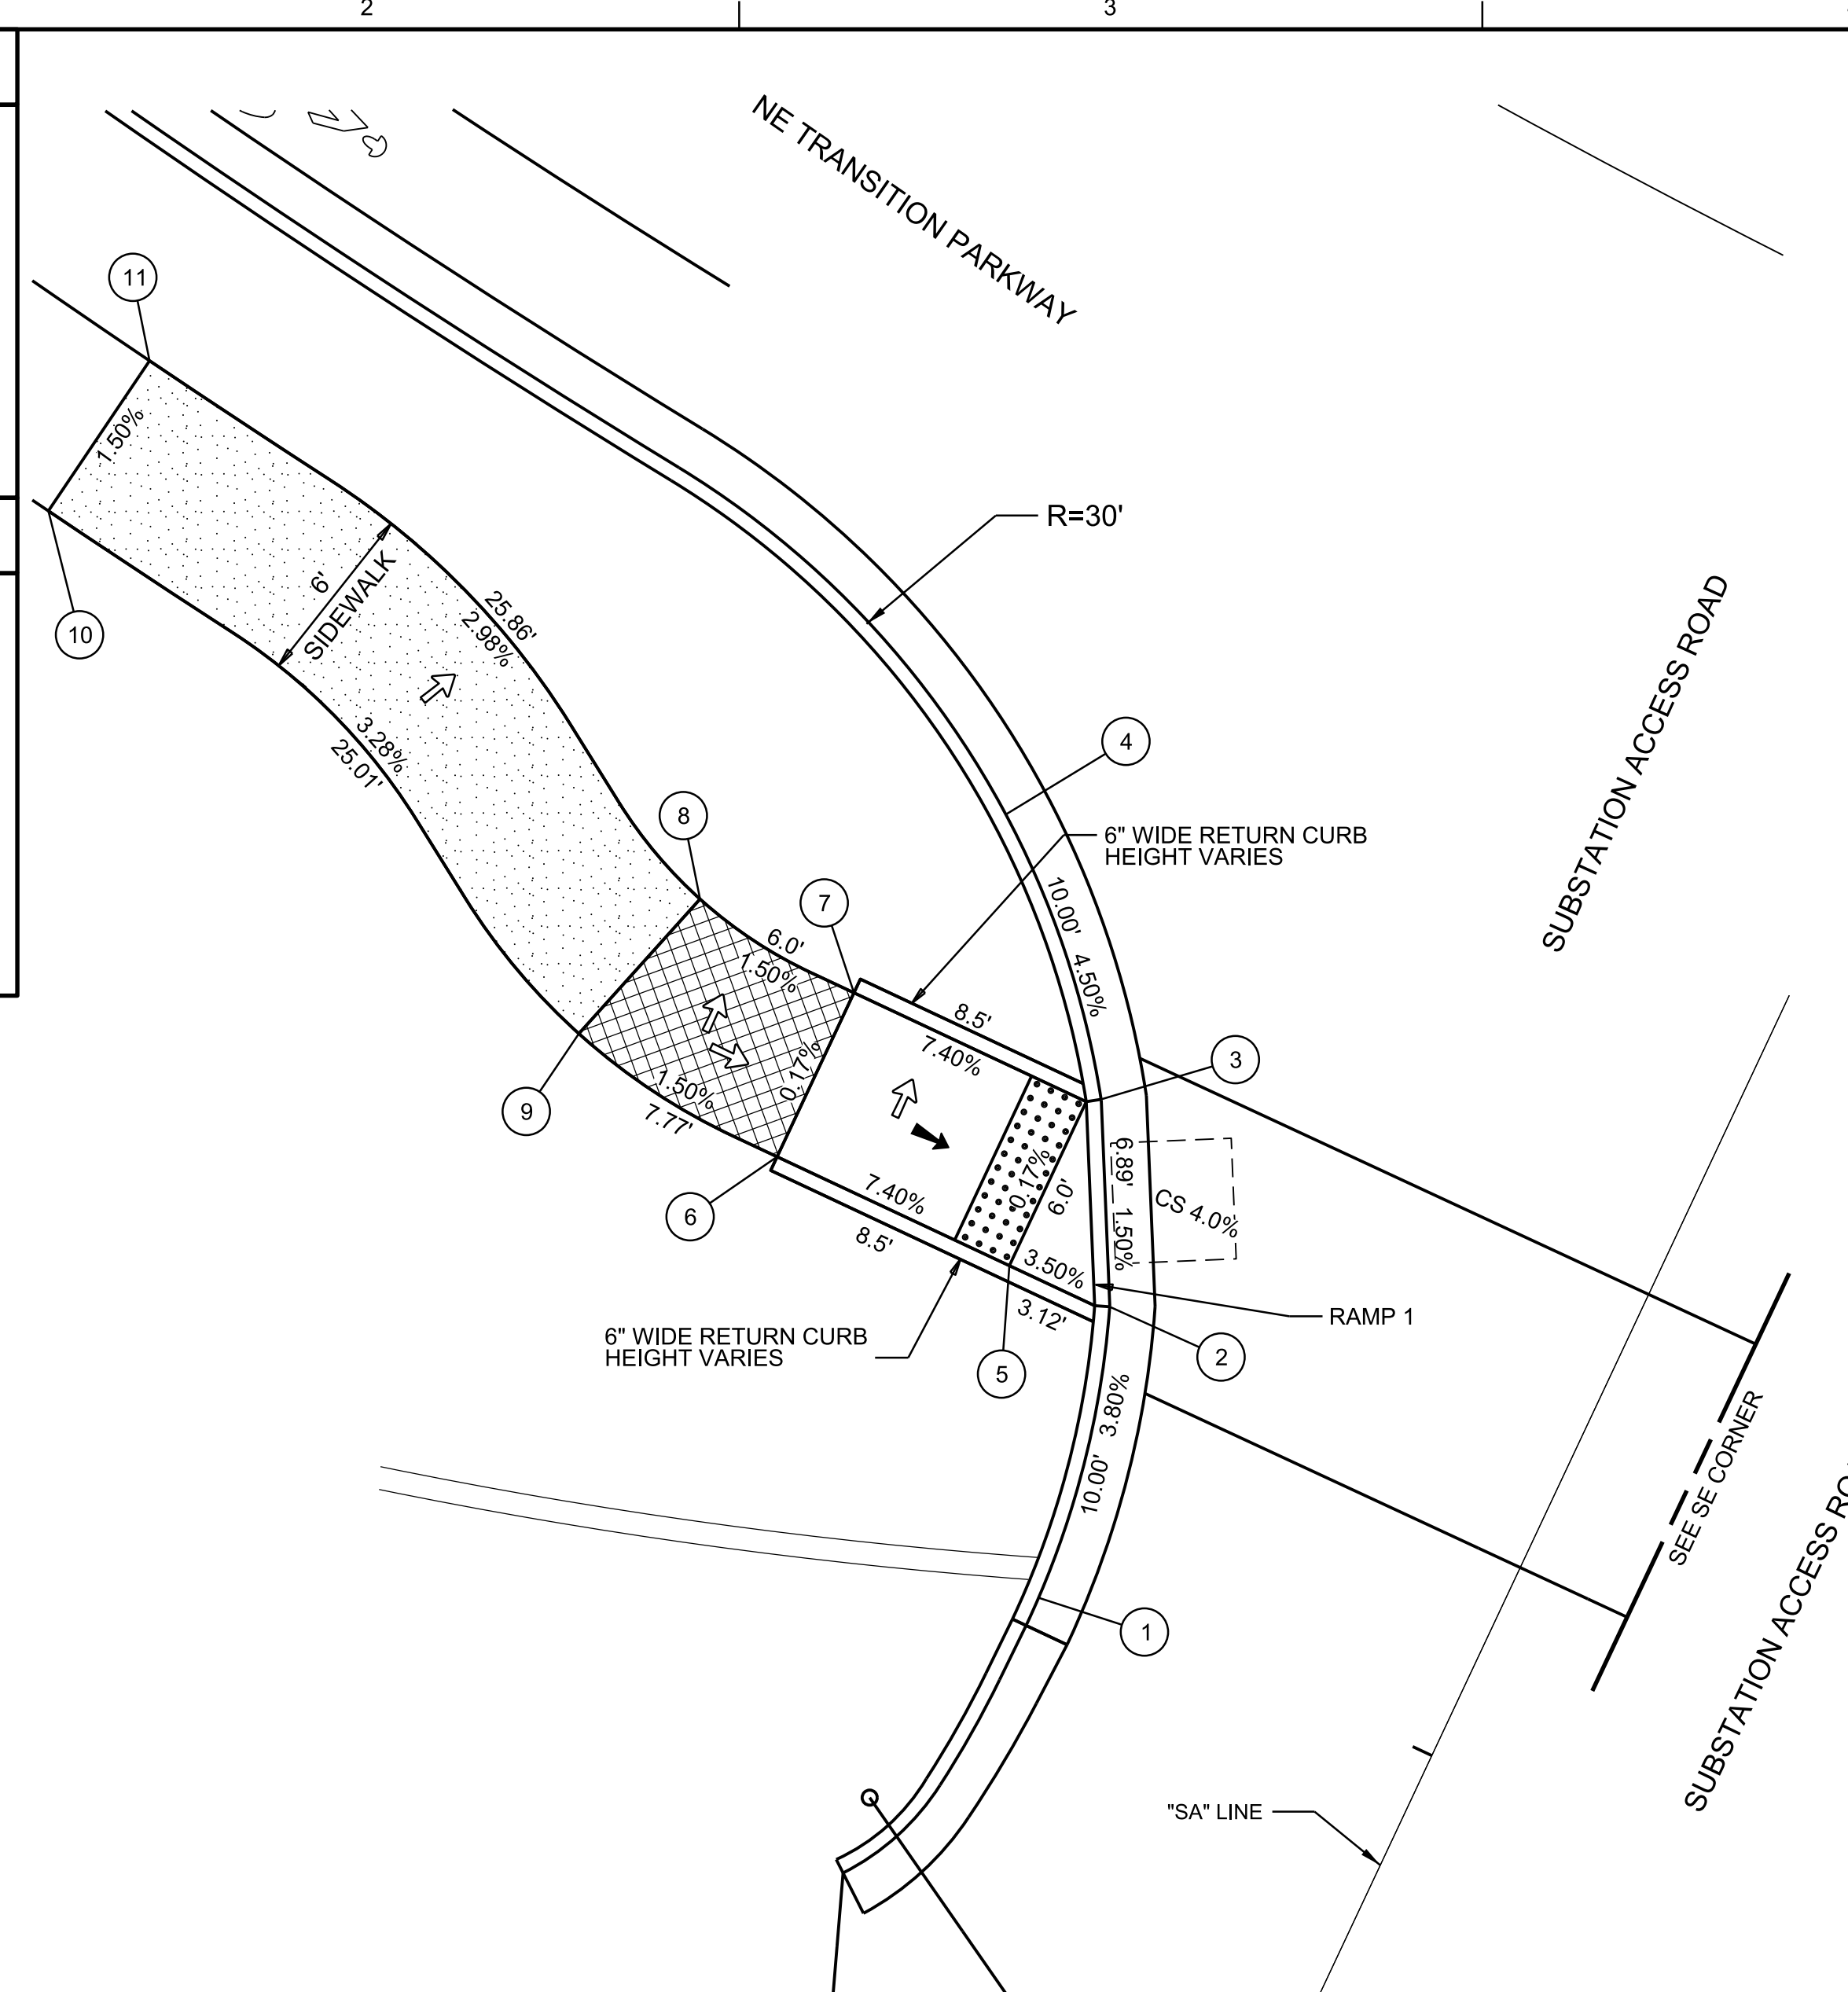 2
3
NE TRANSITION PARKWAY
11
1.50%
10
6'
SIDEWALK
25.86'
2.98%
3.28%
25.01'
R=30'
4
6" WIDE RETURN CURB
HEIGHT VARIES
SUBSTATION ACCESS ROAD
8
7
10.00' 4.50%
6.0'
1.50%
8.5'
7.40%
3
0.17%
1.50%
7.77'
9
6.89' 1.50%
CS 4.0%
0.17%
6.0'
7.40%
8.5'
6
3.50%
3.12'
RAMP 1
6" WIDE RETURN CURB
HEIGHT VARIES
5
2
10.00' 3.80%
SEE SE CORNER
1
"SA" LINE
SUBSTATION ACCESS